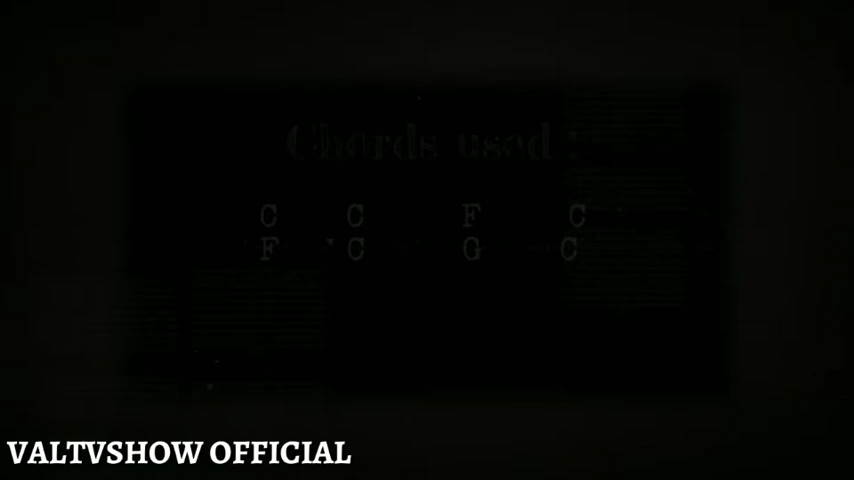 Chords used :
C C F C
F C G C
VALTVSHOW OFFICIAL